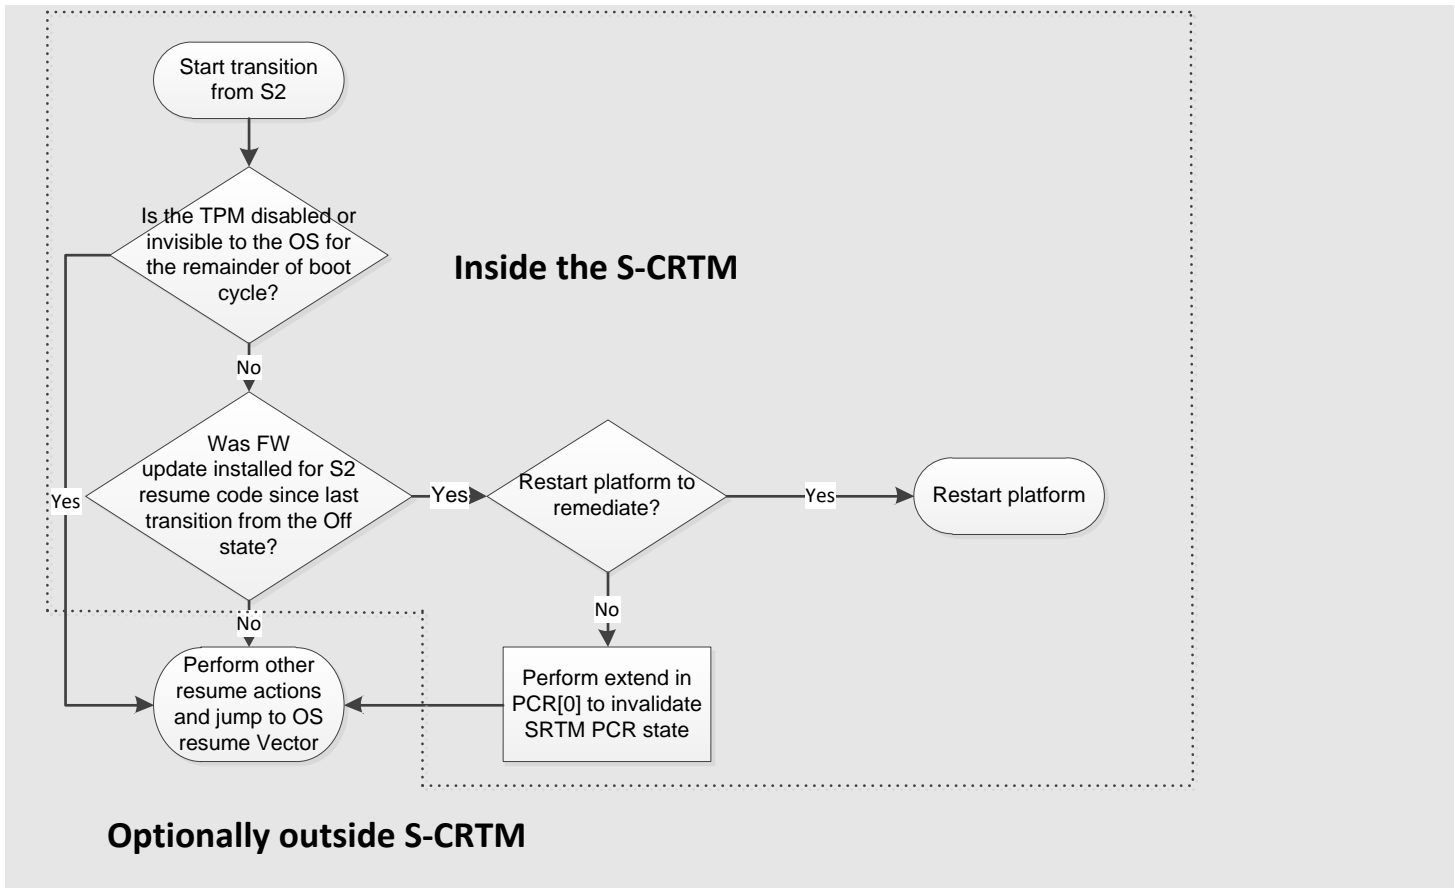 Start transition
from S2
Is the TPM disabled or
invisible to the OS for
the remainder of boot
cycle?
Inside the S-CRTM
No
Yes
Was FW
update installed for S2
resume code since last
transition from the Off
state?
Yes
Restart platform to
remediate?
Yes
Restart platform
No
No
Perform other
resume actions
and jump to OS
resume Vector
Perform extend in
PCR[0] to invalidate
SRTM PCR state
Optionally outside S-CRTM